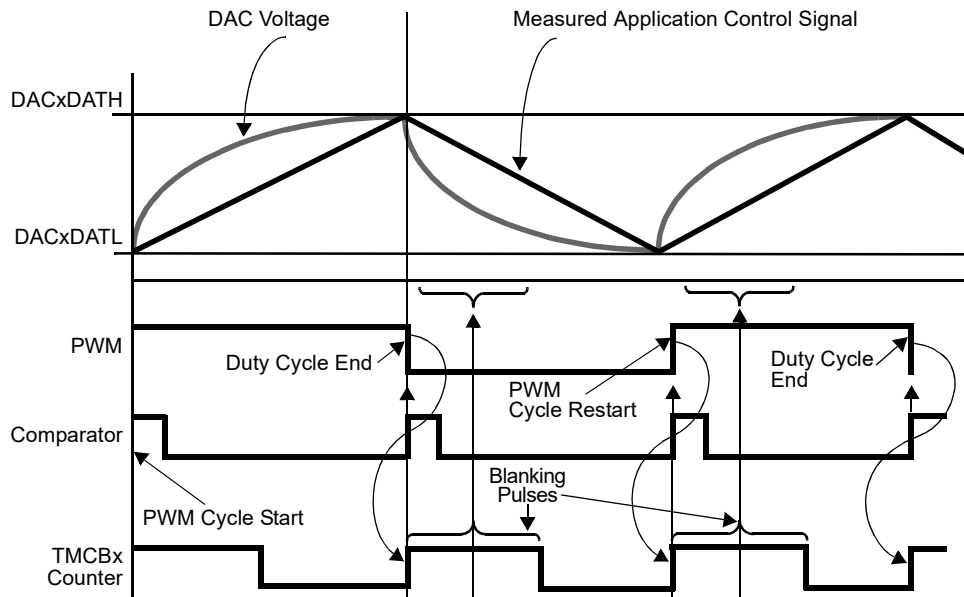 DAC Voltage
Measured Application Control Signal
DACxDATH
DACxDATL
PWM
Duty Cycle End
PWM
Cycle Restart
Duty Cycle
End
Comparator
Blanking
Pulses
PWM Cycle Start
TMCBx
Counter